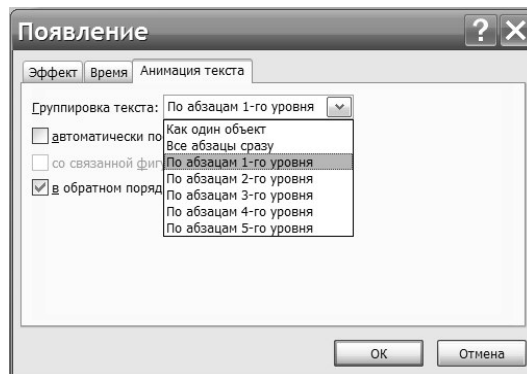 Появление
Эффект Время Анимация текста
Группировка текста: По абзацам 1-го уровня
автоматически по
Как один объект
Все абзацы сразу
со связанной фигу
По абзацам 1-го уровня
По абзацам 2-го уровня
в обратном поряд
По абзацам 3-го уровня
По абзацам 4-го уровня
По абзацам 5-го уровня
ОК Отмена